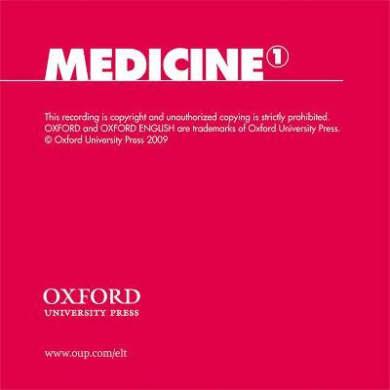 MEDICINE①
This recording is copyright and unauthorized copying is strictly prohibited.
OXFORD and OXFORD ENGLISH are trademarks of Oxford University Press.
© Oxford University Press 2009
OXFORD
UNIVERSITY PRESS
www.oup.com/elt